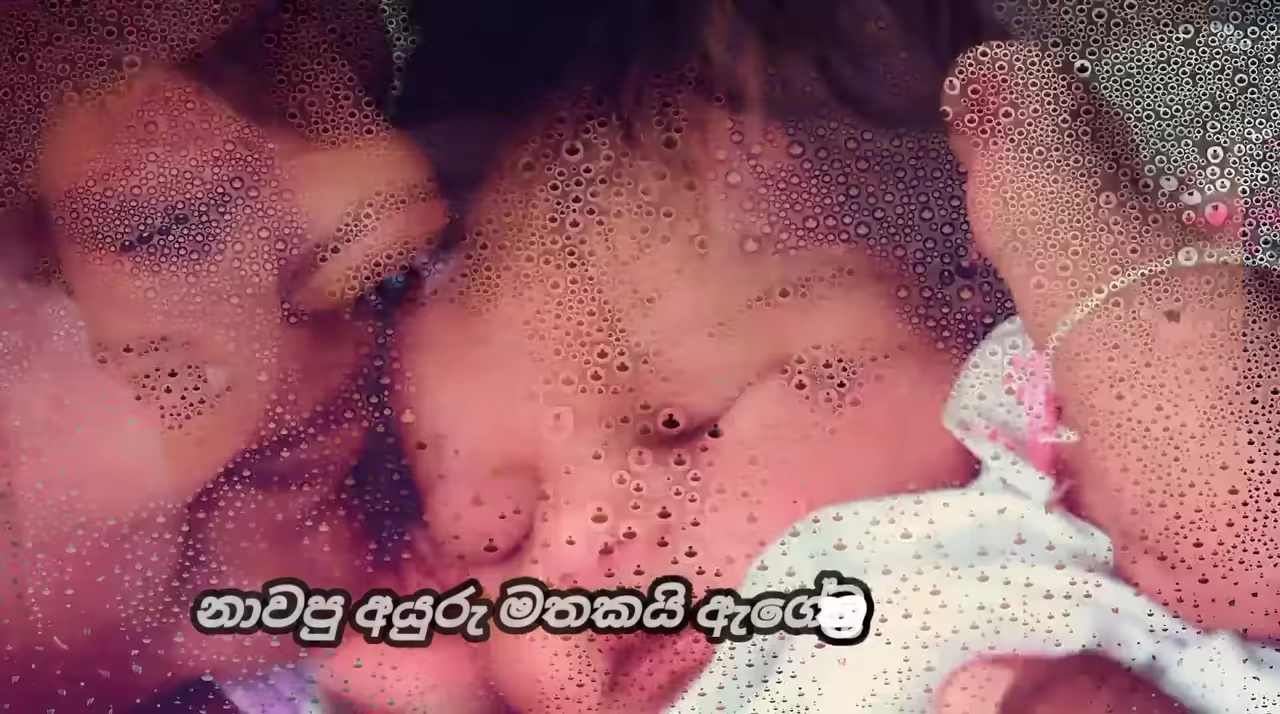 නාවපු අයුරු මතකයි ඇගේම